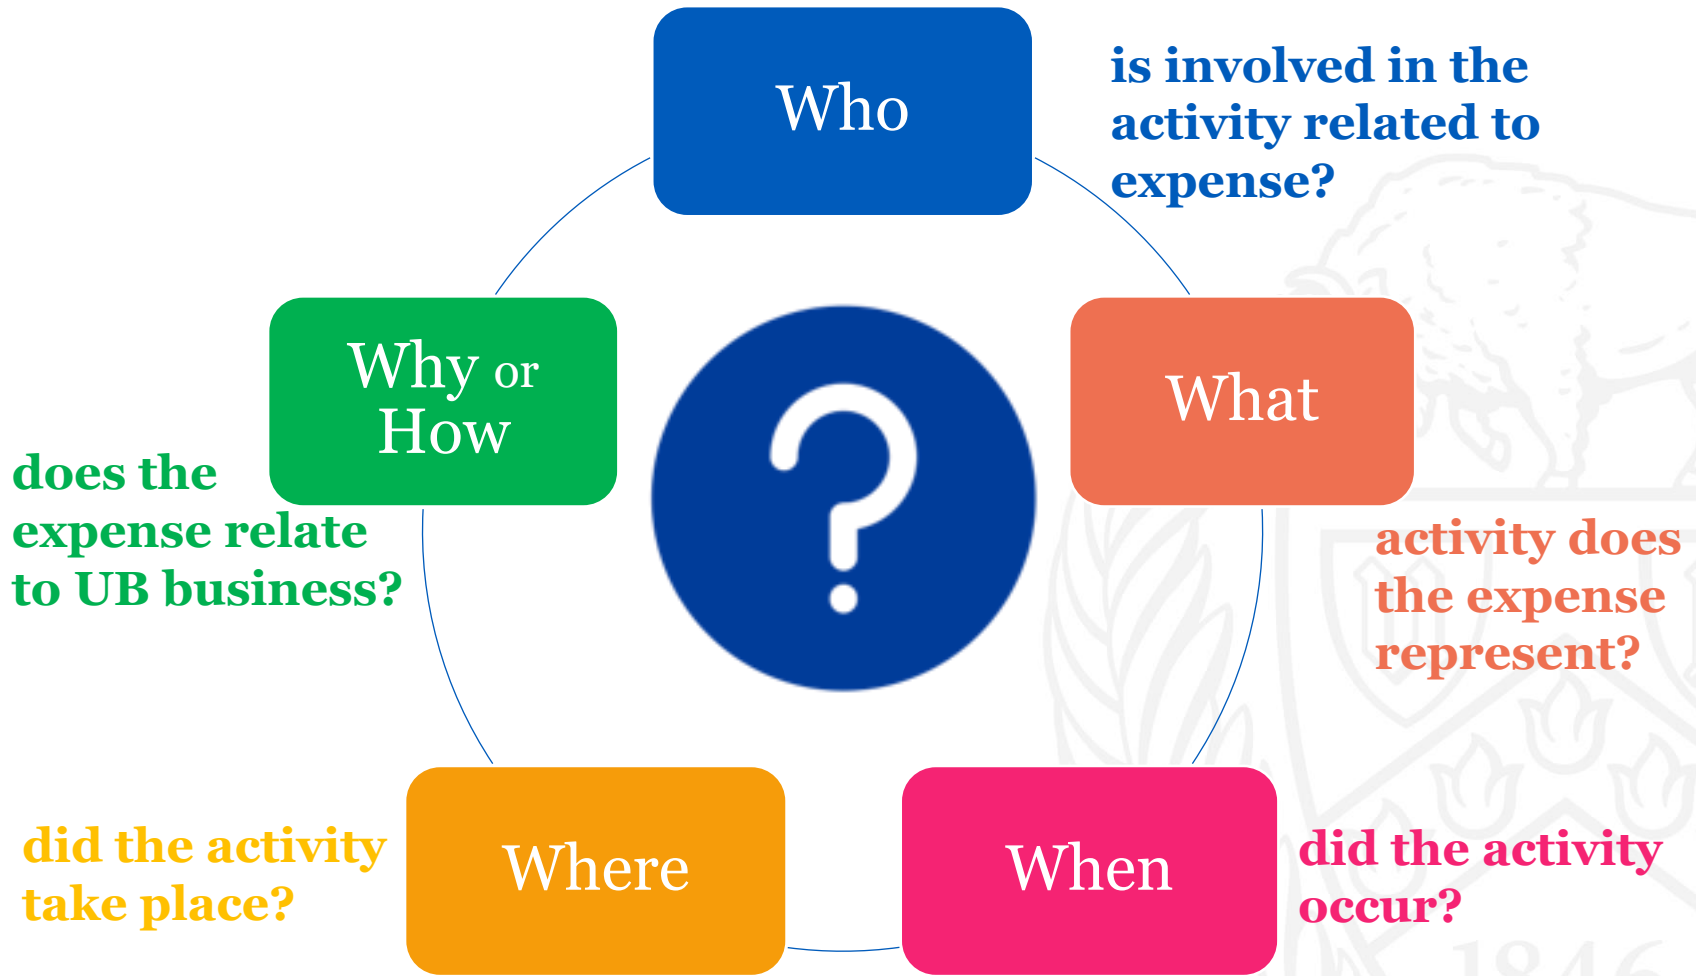 Who
is involved in the
activity related to
expense?
What
activity does
the expense
represent?
When
did the activity
occur?
Where
did the activity
take place?
Why or
How
does the
expense relate
to UB business?
1846